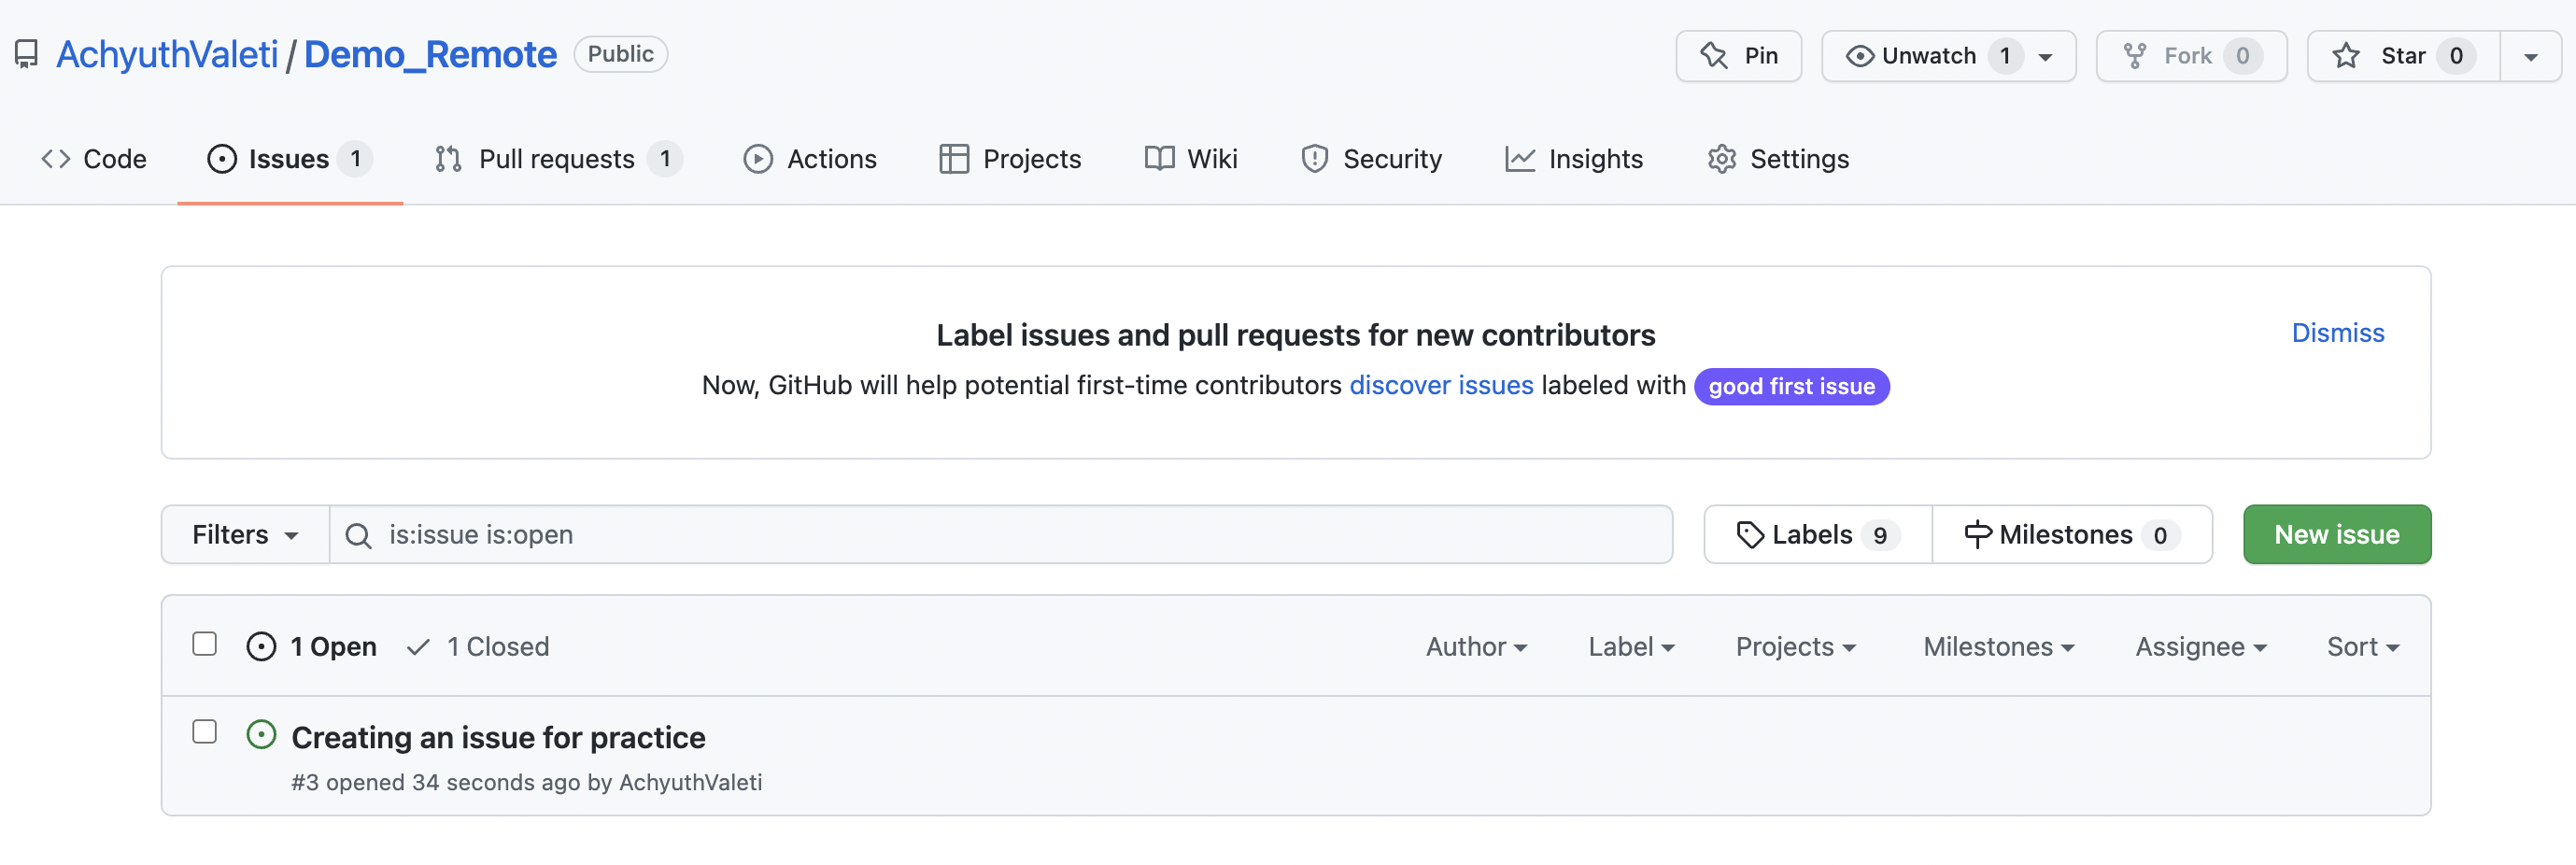 AchyuthValeti / Demo_Remote Public Pin Unwatch 1 Fork 0 Star 0
Code Issues 1 Pull requests 1 Actions Projects Wiki Security Insights Settings
Label issues and pull requests for new contributors
Dismiss
Now, GitHub will help potential first-time contributors discover issues labeled with good first issue
Filters is:issue is:open Labels 9 Milestones 0 New issue
1 Open 1 Closed Author Label Projects Milestones Assignee Sort
Creating an issue for practice
#3 opened 34 seconds ago by AchyuthValeti